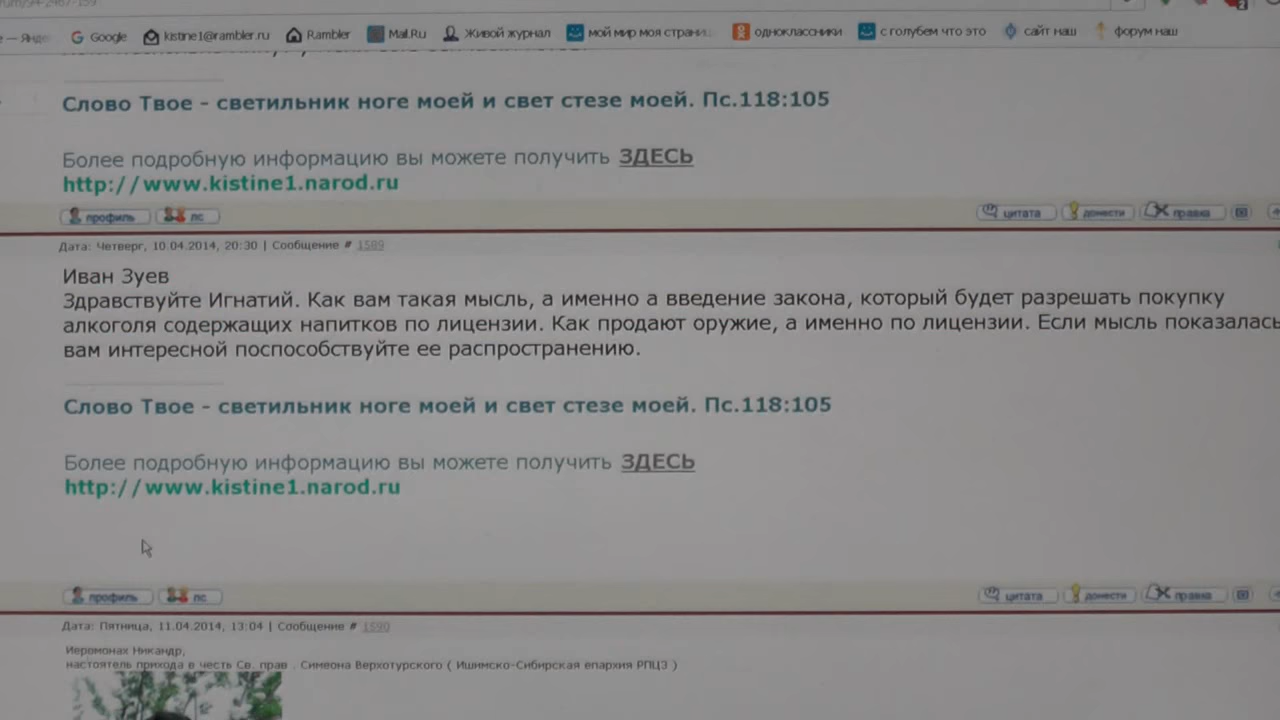 Google kistine1@rambler.ru Rambler Mail.Ru Живой журнал мой мир моя страни... одноклассники с голубем что это сайт наш форум наш
Слово Твое - светильник ноге моей и свет стезе моей. Пс.118:105
Более подробную информацию вы можете получить ЗДЕСЬ
http://www.kistine1.narod.ru
профиль лс цитата донести правка
Дата: Четверг, 10.04.2014, 20:30 | Сообщение # 1589
Иван Зуев
Здравствуйте Игнатий. Как вам такая мысль, а именно а введение закона, который будет разрешать покупку
алкоголя содержащих напитков по лицензии. Как продают оружие, а именно по лицензии. Если мысль показалась
вам интересной поспособствуйте ее распространению.
Слово Твое - светильник ноге моей и свет стезе моей. Пс.118:105
Более подробную информацию вы можете получить ЗДЕСЬ
http://www.kistine1.narod.ru
профиль лс цитата донести правка
Дата: Пятница, 11.04.2014, 13:04 | Сообщение # 1590
Иеромонах Никандр,
настоятель прихода в честь Св. прав . Симеона Верхотурского ( Ишимско-Сибирская епархия РПЦЗ )